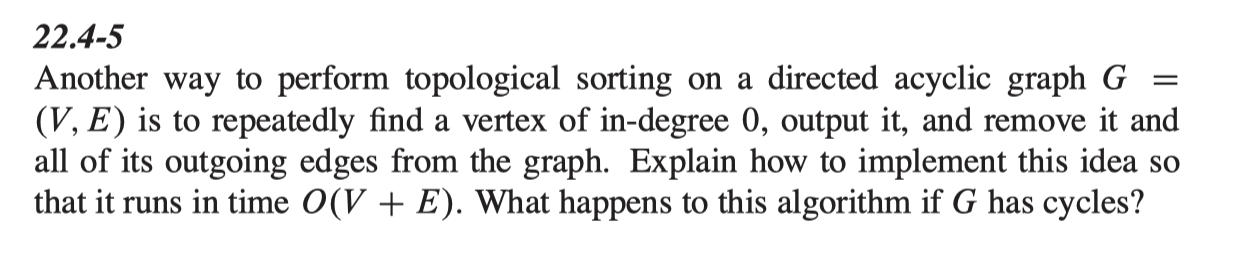 22.4-5
Another way to perform topological sorting on a directed acyclic graph G =
(V, E) is to repeatedly find a vertex of in-degree 0, output it, and remove it and
all of its outgoing edges from the graph. Explain how to implement this idea so
that it runs in time O(V + E). What happens to this algorithm if G has cycles?